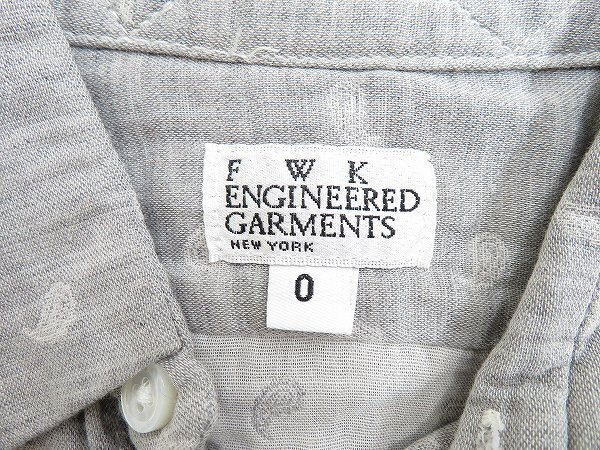 F W K
ENGINEERED
GARMENTS
NEW YORK
0